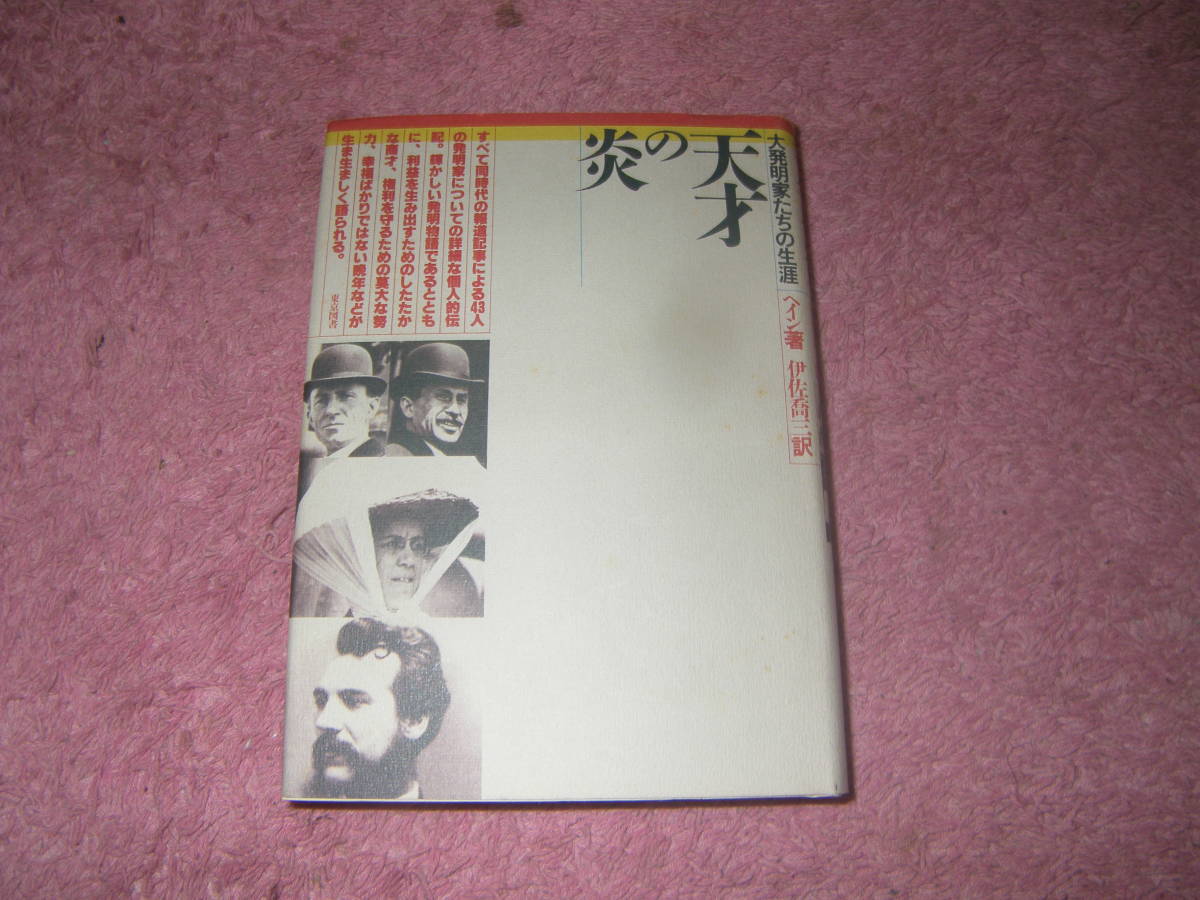 大発明家たちの生涯
ヘイン著 伊佐喬三訳
天才
の
炎
すべて同時代の報道記事による43人
の発明家についての詳細な個人的伝
記。輝かしい発明物語であるととも
に、利益を生み出すためのしたたか
な商才、権利を守るための莫大な努
力、幸福ばかりではない晩年などが
生ま生ましく語られる。
東京図書